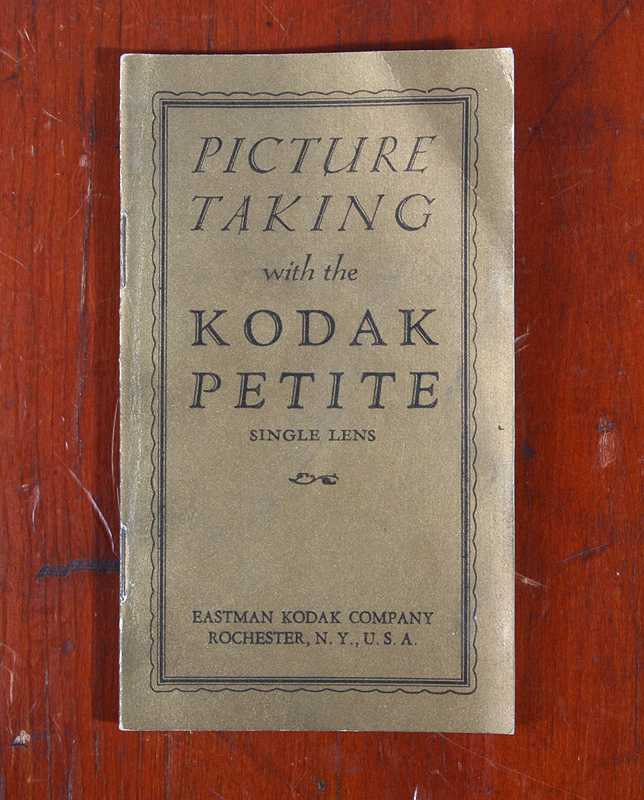 PICTURE
TAKING
with the
KODAK
PETITE
SINGLE LENS
EASTMAN KODAK COMPANY
ROCHESTER, N. Y., U. S. A.